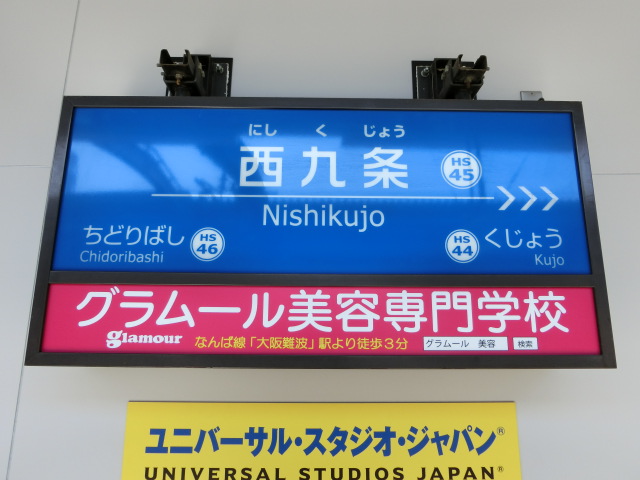 にし く じょう
西九条 HS 45
Nishikujo
ちどりばし HS 46 HS 44 くじょう
Chidoribashi Kujo
グラムール美容専門学校
glamour なんば線「大阪難波」駅より徒歩3分 グラムール 美容 検索
ユニバーサル・スタジオ・ジャパン®
UNIVERSAL STUDIOS JAPAN®